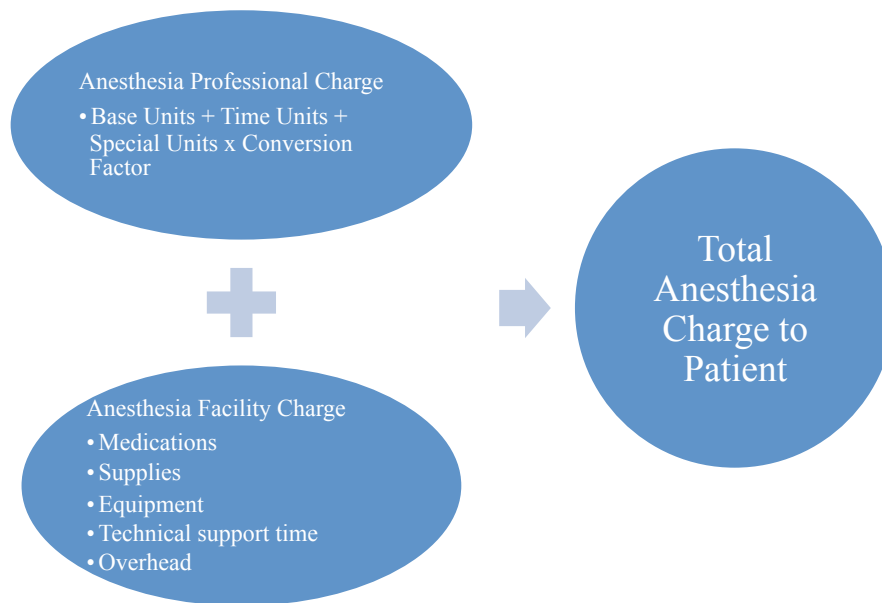 Anesthesia Professional Charge
• Base Units + Time Units +
Special Units x Conversion
Factor
Anesthesia Facility Charge
• Medications
• Supplies
• Equipment
• Technical support time
• Overhead
Total
Anesthesia
Charge to
Patient